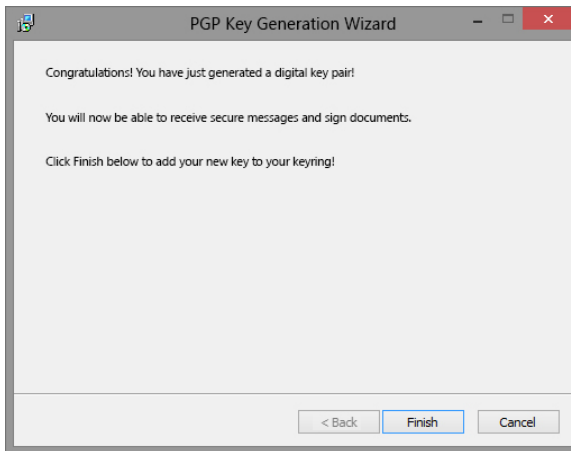 PGP Key Generation Wizard
Congratulations! You have just generated a digital key pair!
You will now be able to receive secure messages and sign documents.
Click Finish below to add your new key to your keyring!
< Back Finish Cancel